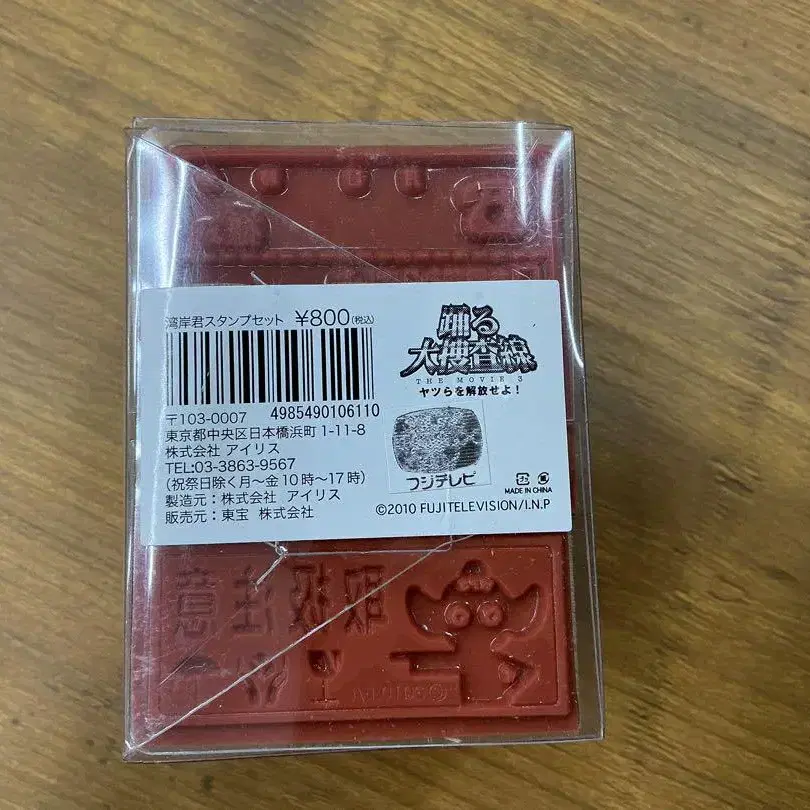 湾岸君スタンプセット ¥800(税込)
4985490106110
〒103-0007
東京都中央区日本橋浜町 1-11-8
株式会社 アイリス
TEL:03-3863-9567
(祝祭日除く月〜金10時〜17時)
製造元:株式会社 アイリス
販売元:東宝 株式会社
踊る
大捜査線
THE MOVIE 3
ヤツらを解放せよ!
フジテレビ
MADE IN CHINA
©2010 FUJITELEVISION/I.N.P
意注扱取